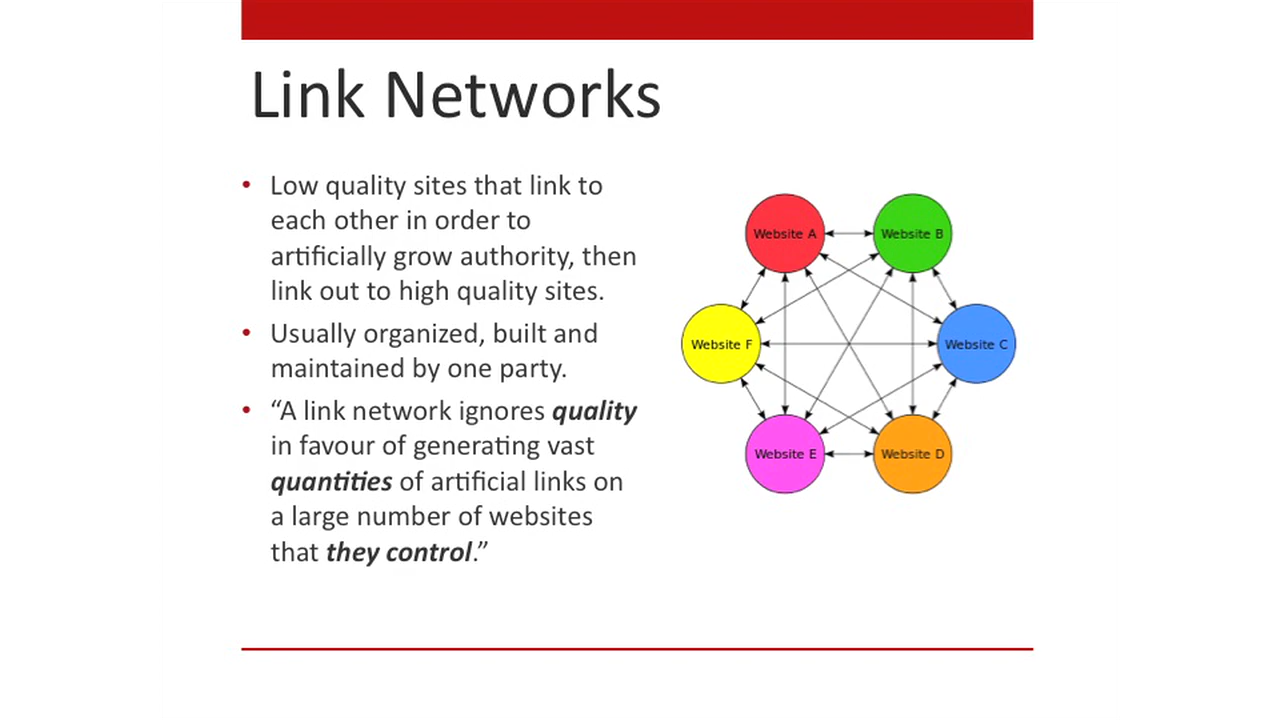 Link Networks
• Low quality sites that link to
each other in order to
artificially grow authority, then
link out to high quality sites.
• Usually organized, built and
maintained by one party.
• “A link network ignores quality
in favour of generating vast
quantities of artificial links on
a large number of websites
that they control.”
Website A
Website B
Website F
Website C
Website E
Website D